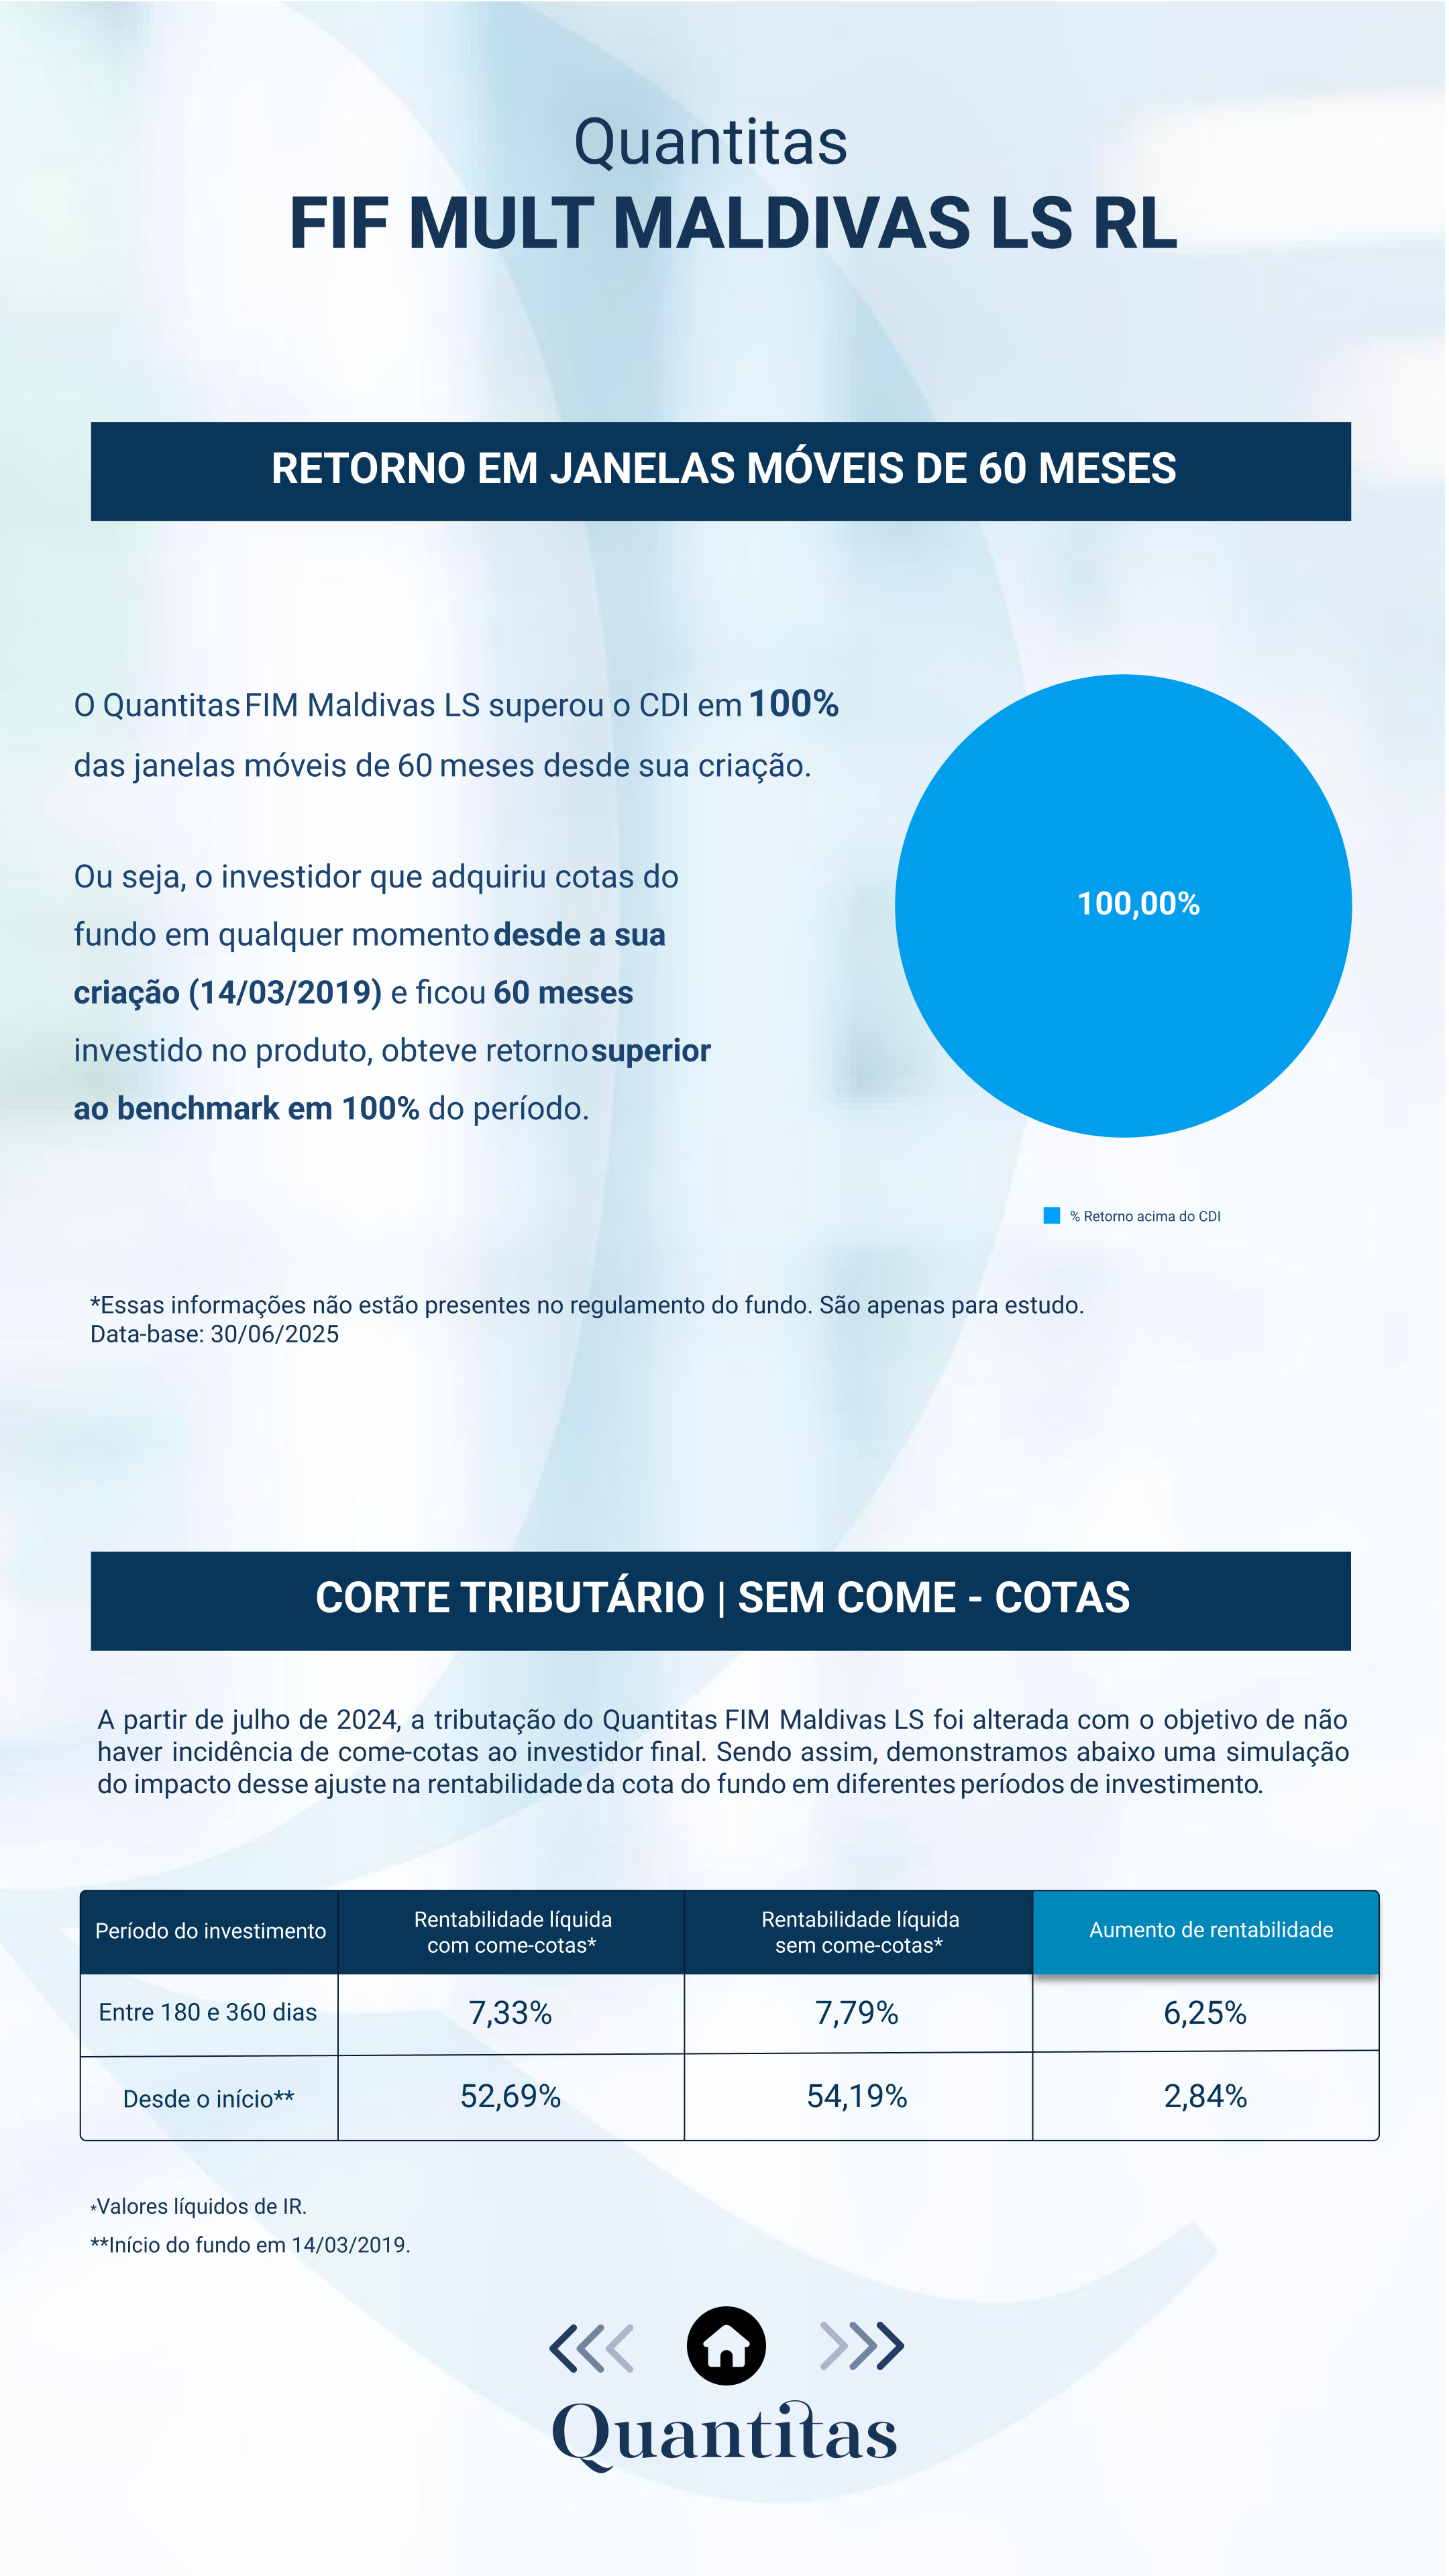 Quantitas
FIF MULT MALDIVAS LS RL
RETORNO EM JANELAS MÓVEIS DE 60 MESES
O Quantitas FIM Maldivas LS superou o CDI em 100%
das janelas móveis de 60 meses desde sua criação.
Ou seja, o investidor que adquiriu cotas do
fundo em qualquer momento desde a sua
criação (14/03/2019) e ficou 60 meses
investido no produto, obteve retorno superior
ao benchmark em 100% do período.
100,00%
% Retorno acima do CDI
*Essas informações não estão presentes no regulamento do fundo. São apenas para estudo.
Data-base: 30/06/2025
CORTE TRIBUTÁRIO | SEM COME - COTAS
A partir de julho de 2024, a tributação do Quantitas FIM Maldivas LS foi alterada com o objetivo de não
haver incidência de come-cotas ao investidor final. Sendo assim, demonstramos abaixo uma simulação
do impacto desse ajuste na rentabilidade da cota do fundo em diferentes períodos de investimento.
Período do investimento
Rentabilidade líquida
com come-cotas*
Rentabilidade líquida
sem come-cotas*
Aumento de rentabilidade
Entre 180 e 360 dias
7,33%
7,79%
6,25%
Desde o início**
52,69%
54,19%
2,84%
*Valores líquidos de IR.
**Início do fundo em 14/03/2019.
Quantitas